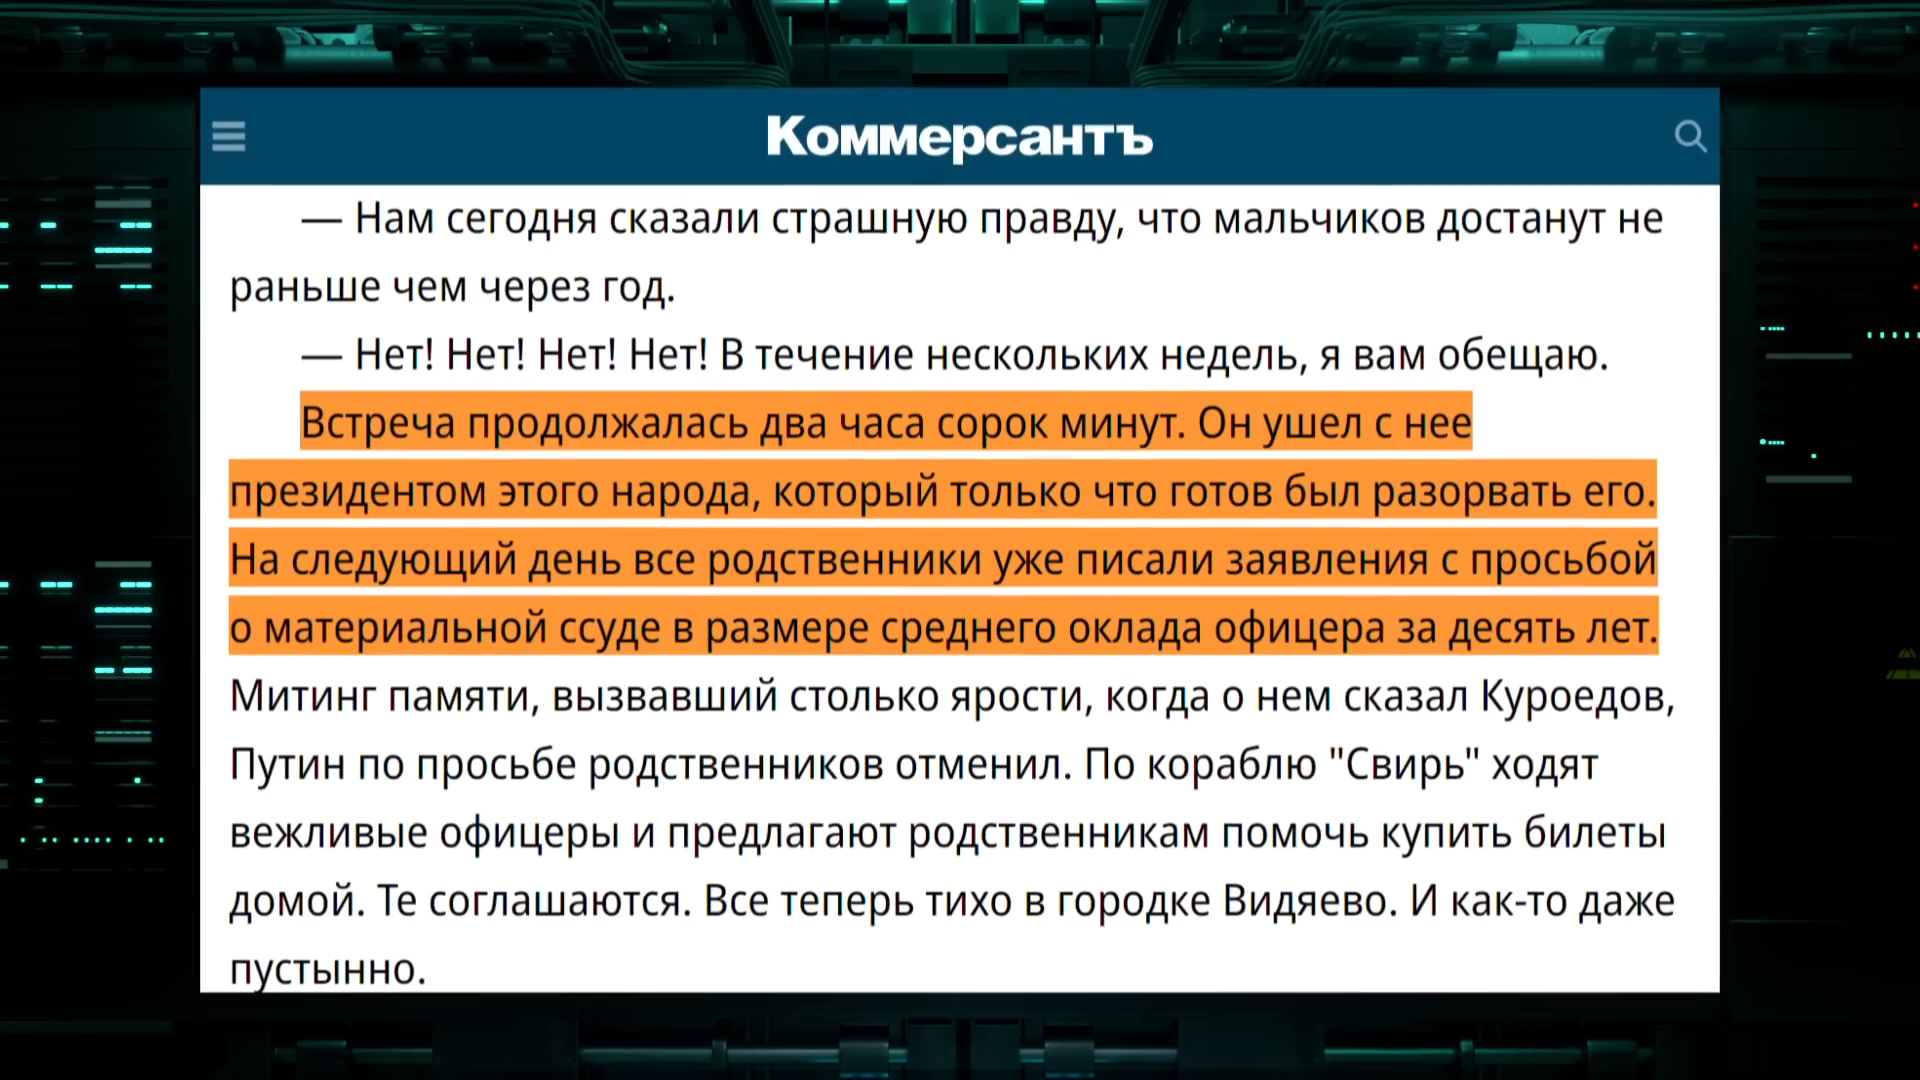 Коммерсантъ
— Нам сегодня сказали страшную правду, что мальчиков достанут не
раньше чем через год.
— Нет! Нет! Нет! Нет! В течение нескольких недель, я вам обещаю.
Встреча продолжалась два часа сорок минут. Он ушел с нее
президентом этого народа, который только что готов был разорвать его.
На следующий день все родственники уже писали заявления с просьбой
о материальной ссуде в размере среднего оклада офицера за десять лет.
Митинг памяти, вызвавший столько ярости, когда о нем сказал Куроедов,
Путин по просьбе родственников отменил. По кораблю "Свирь" ходят
вежливые офицеры и предлагают родственникам помочь купить билеты
домой. Те соглашаются. Все теперь тихо в городке Видяево. И как-то даже
пустынно.